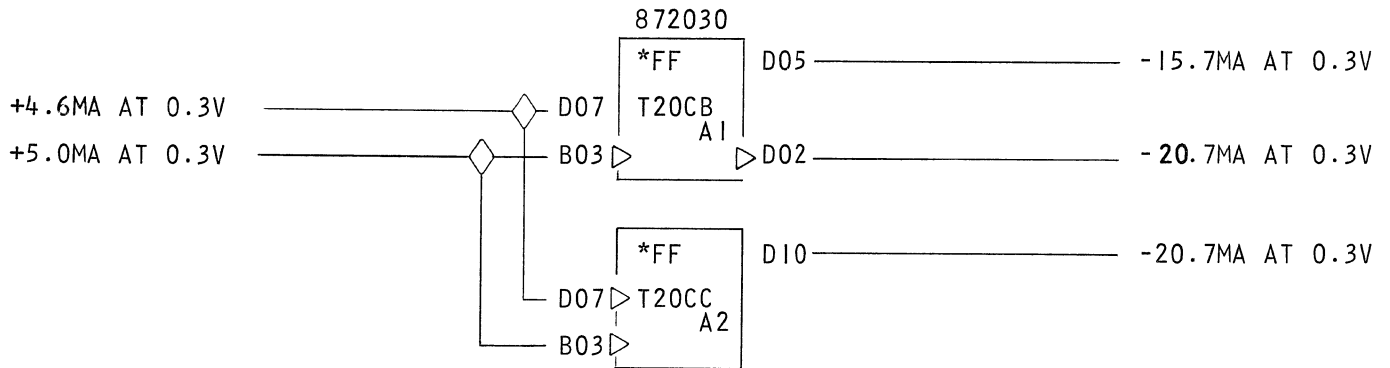 872030
*FF D05 -15.7MA AT 0.3V
+4.6MA AT 0.3V D07 T20CB
A1
+5.0MA AT 0.3V B03 D02 -20.7MA AT 0.3V
*FF D10 -20.7MA AT 0.3V
D07 T20CC
A2
B03